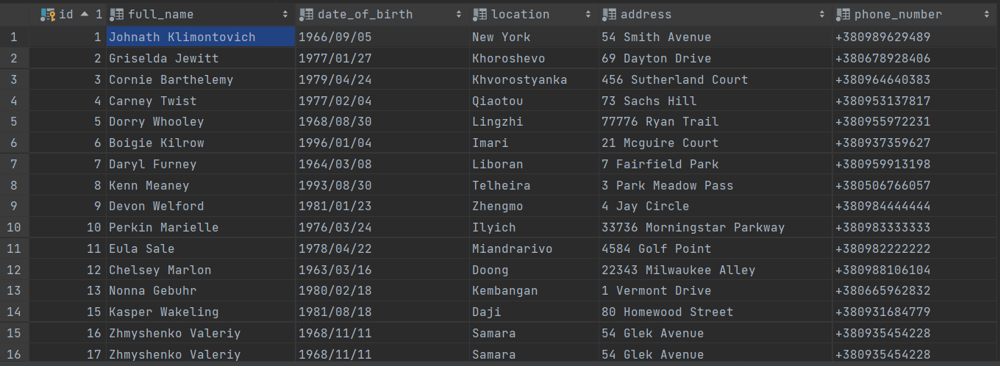 id 1 full_name date_of_birth location address phone_number
1 1 Johnath Klimontovich 1966/09/05 New York 54 Smith Avenue +380989629489
2 2 Griselda Jewitt 1977/01/27 Khoroshevo 69 Dayton Drive +380678928406
3 3 Cornie Barthelemy 1979/04/24 Khvorostyanka 456 Sutherland Court +380964640383
4 4 Carney Twist 1977/02/04 Qiaotou 73 Sachs Hill +380953137817
5 5 Dorry Whooley 1968/08/30 Lingzhi 77776 Ryan Trail +380955972231
6 6 Boigie Kilrow 1996/01/04 Imari 21 Mcguire Court +380937359627
7 7 Daryl Furney 1964/03/08 Liboran 7 Fairfield Park +380959913198
8 8 Kenn Meaney 1993/08/30 Telheira 3 Park Meadow Pass +380506766057
9 9 Devon Welford 1981/01/23 Zhengmo 4 Jay Circle +380984444444
10 10 Perkin Marielle 1976/03/24 Ilyich 33736 Morningstar Parkway +380983333333
11 11 Eula Sale 1978/04/22 Miandrarivo 4584 Golf Point +380982222222
12 12 Chelsey Marlon 1963/03/16 Doong 22343 Milwaukee Alley +380988106104
13 13 Nonna Gebuhr 1980/02/18 Kembangan 1 Vermont Drive +380665962832
14 15 Kasper Wakeling 1981/08/18 Daji 80 Homewood Street +380931684779
15 16 Zhmyshenko Valeriy 1968/11/11 Samara 54 Glek Avenue +380935454228
16 17 Zhmyshenko Valeriy 1968/11/11 Samara 54 Glek Avenue +380935454228